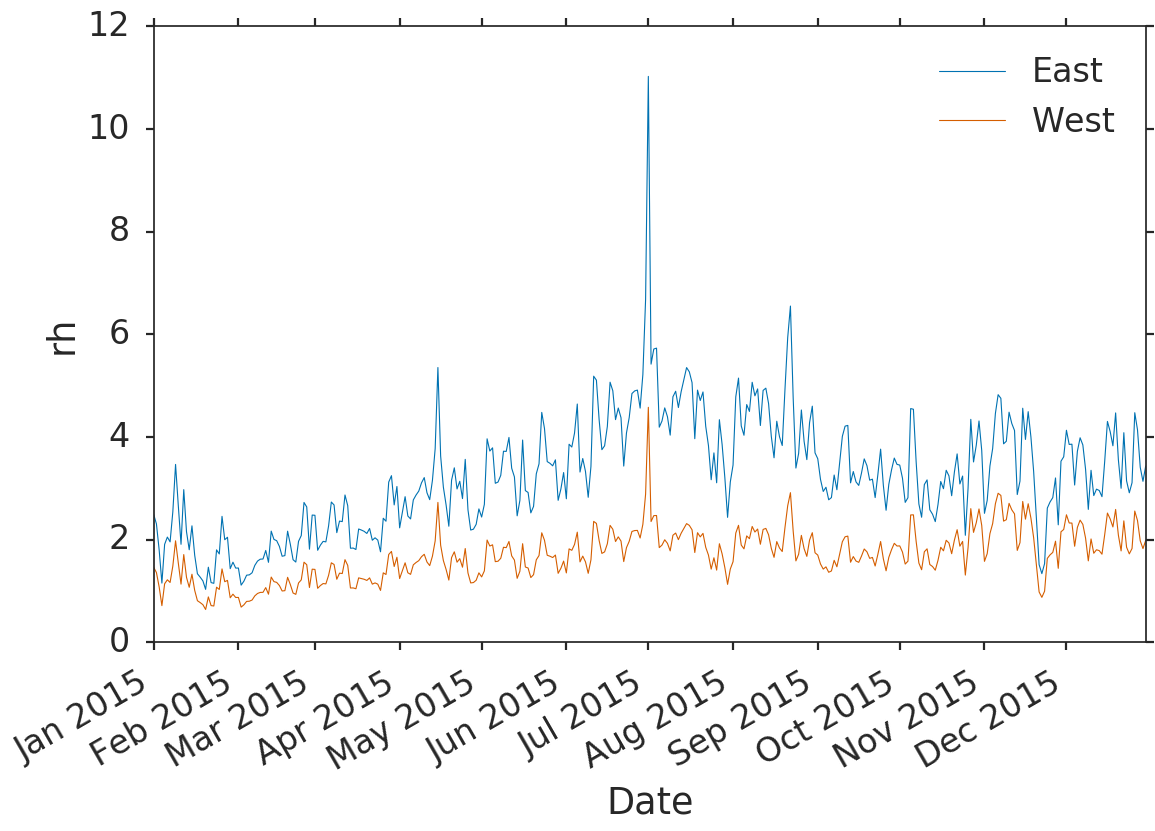 12
10
8
6
4
2
0
rh
East
West
Jan 2015
Feb 2015
Mar 2015
Apr 2015
May 2015
Jun 2015
Jul 2015
Aug 2015
Sep 2015
Oct 2015
Nov 2015
Dec 2015
Date